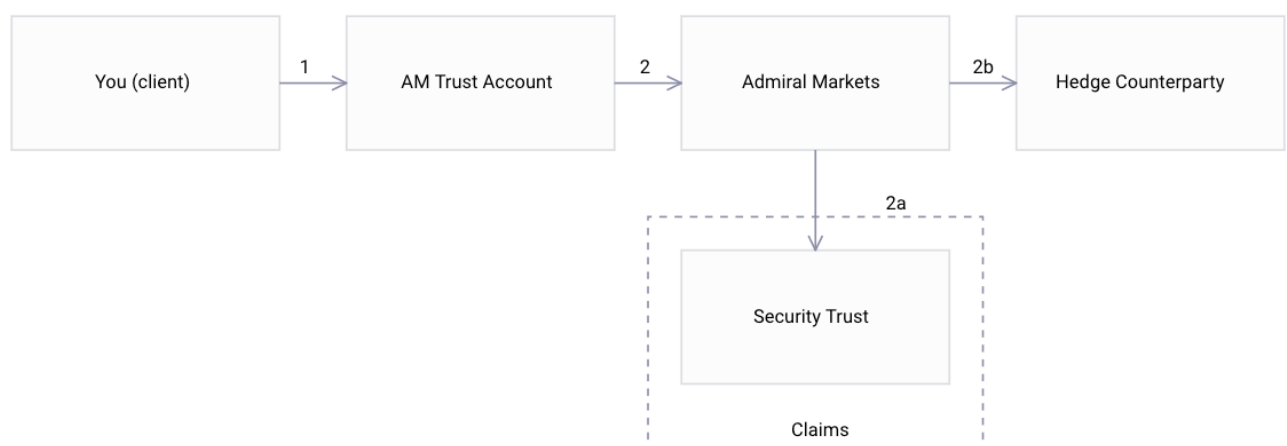 You (client)
1
AM Trust Account
2
Admiral Markets
2b
Hedge Counterparty
2a
Security Trust
Claims